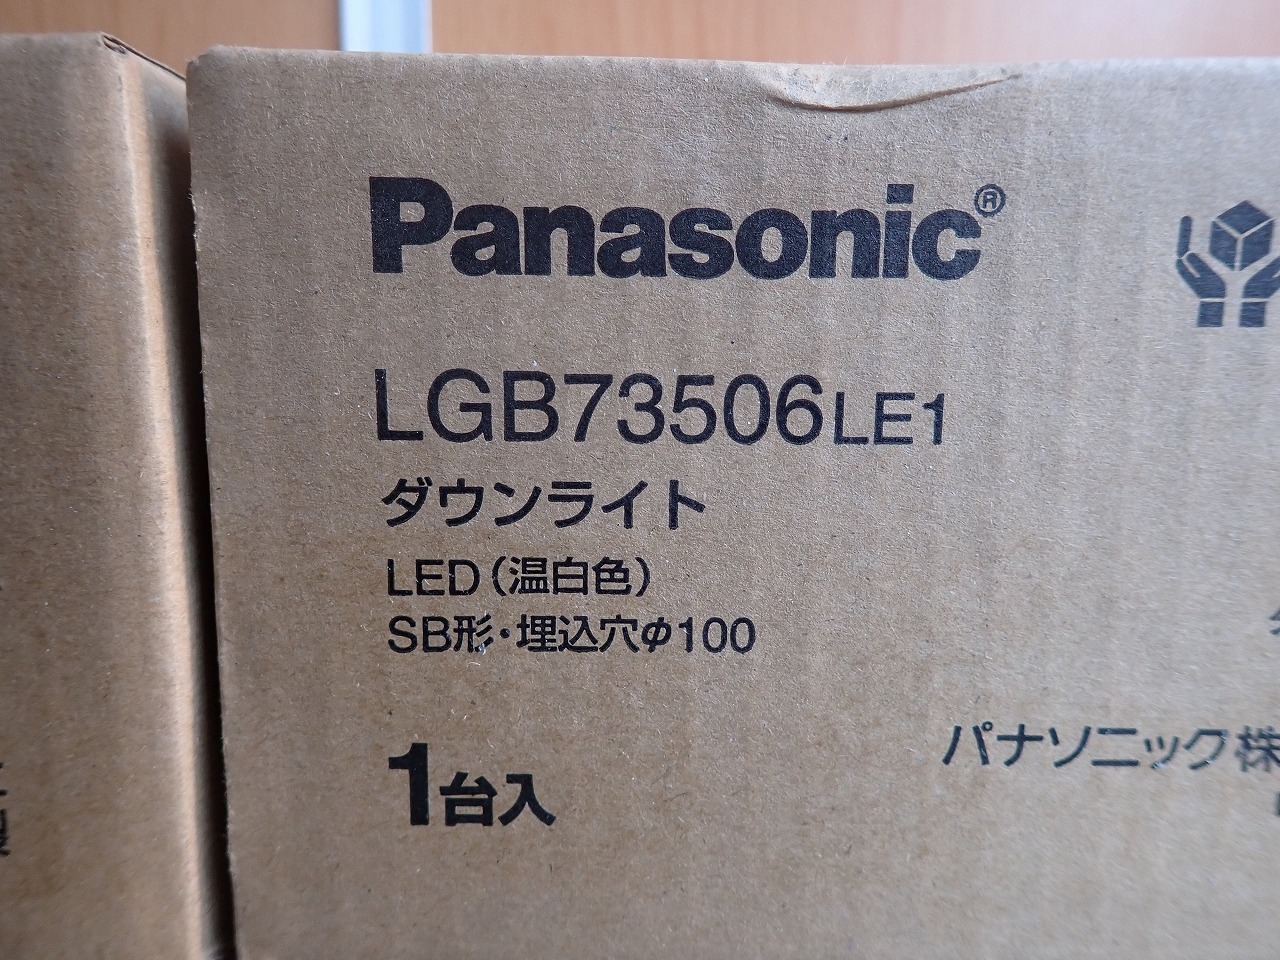 Panasonic®
LGB73506LE1
ダウンライト
LED(温白色)
SB形・埋込穴φ100
1台入
パナソニック株